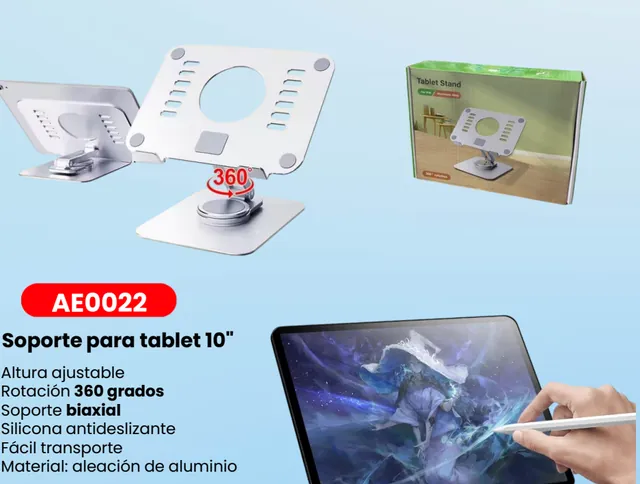 360°
Tablet Stand
AE0022
Soporte para tablet 10"
Altura ajustable
Rotación 360 grados
Soporte biaxial
Silicona antideslizante
Fácil transporte
Material: aleación de aluminio